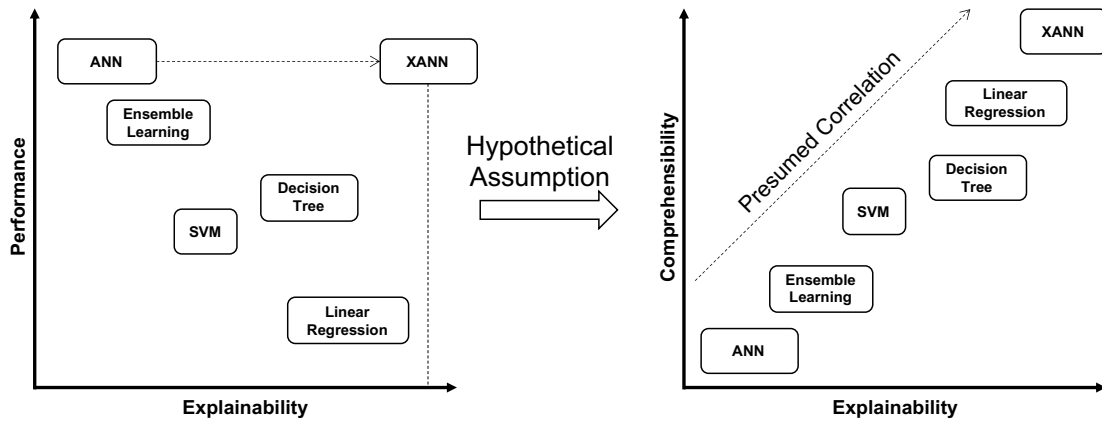 Performance
ANN
XANN
Ensemble
Learning
Decision
Tree
SVM
Linear
Regression
Explainability
Hypothetical
Assumption
Comprehensibility
Presumed Correlation
XANN
Linear
Regression
Decision
Tree
SVM
Ensemble
Learning
ANN
Explainability